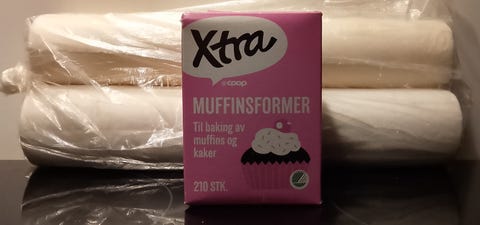 Xtra
coop
MUFFINSFORMER
Til baking av
muffins og
kaker
210 STK.